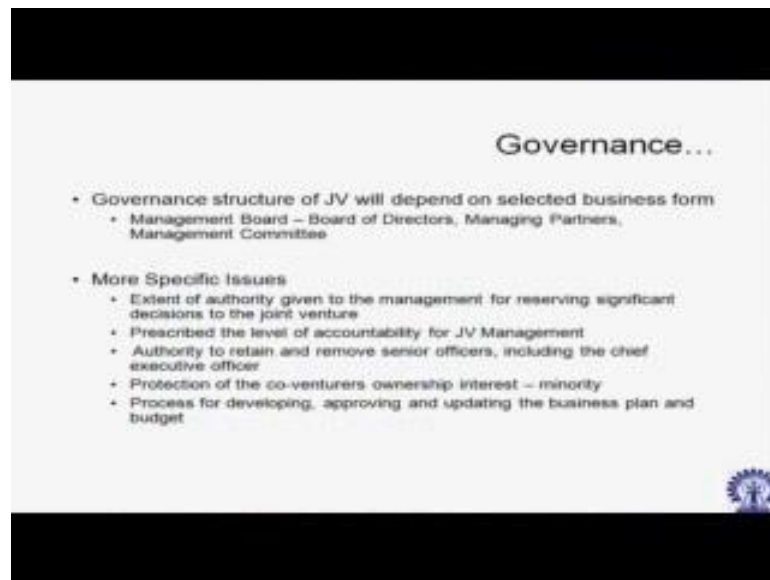 Governance...
• Governance structure of JV will depend on selected business form
• Management Board – Board of Directors, Managing Partners,
Management Committee
• More Specific Issues
• Extent of authority given to the management for reserving significant
decisions to the joint venture
• Prescribed the level of accountability for JV Management
• Authority to retain and remove senior officers, including the chief
executive officer
• Protection of the co-venturers ownership interest – minority
• Process for developing, approving and updating the business plan and
budget